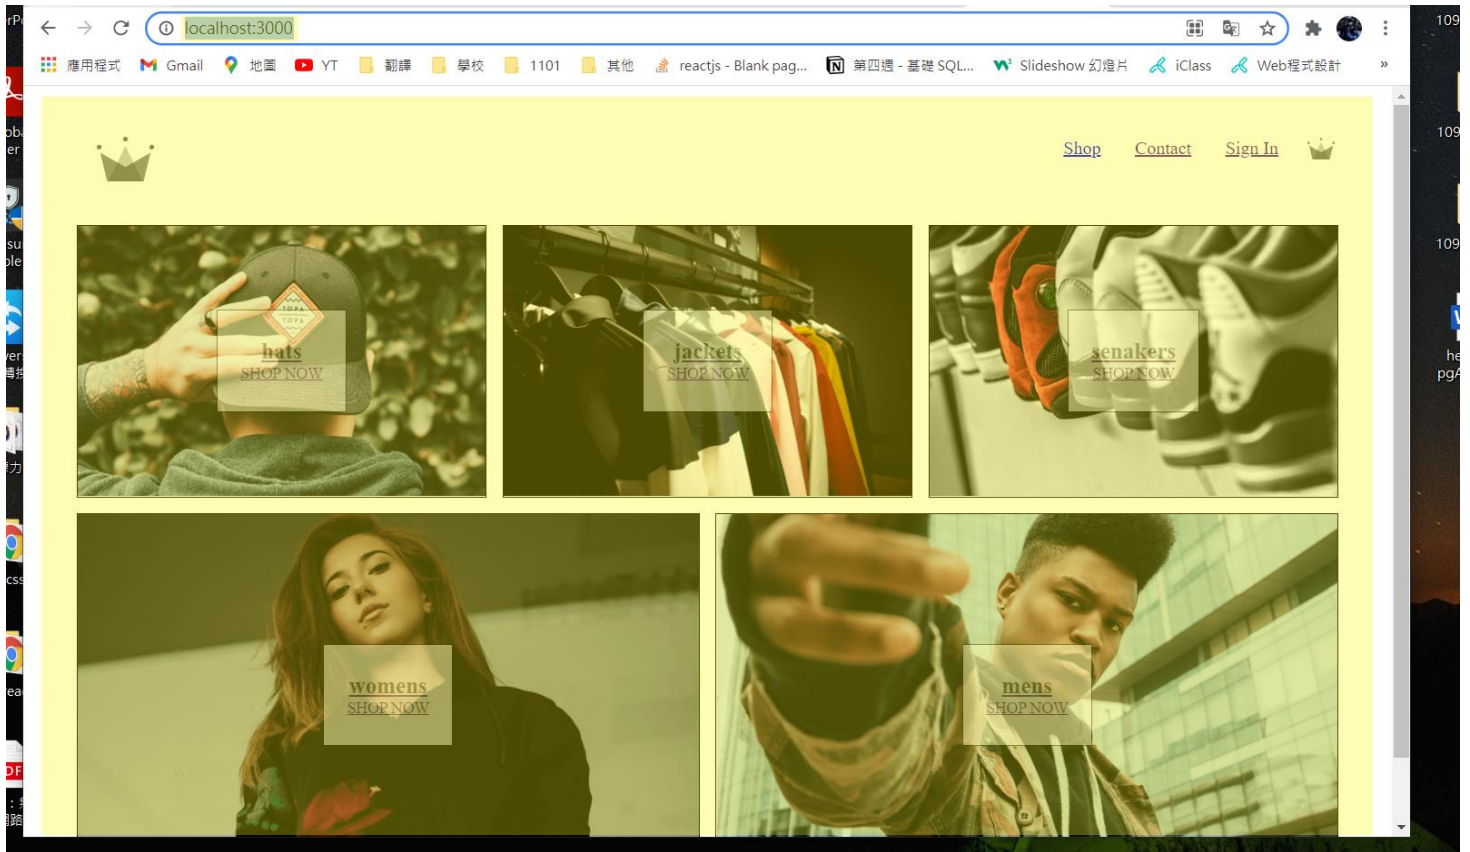 localhost:3000
應用程式 Gmail 地圖 YT 翻譯 學校 1101 其他 reactjs - Blank pag... 第四週 - 基礎 SQL... Slideshow 幻燈片 iClass Web程式設計 »
Shop Contact Sign In
TOPA
TOPA
hats
SHOP NOW
jackets
SHOP NOW
senakers
SHOP NOW
womens
SHOP NOW
mens
SHOP NOW
109
109
109